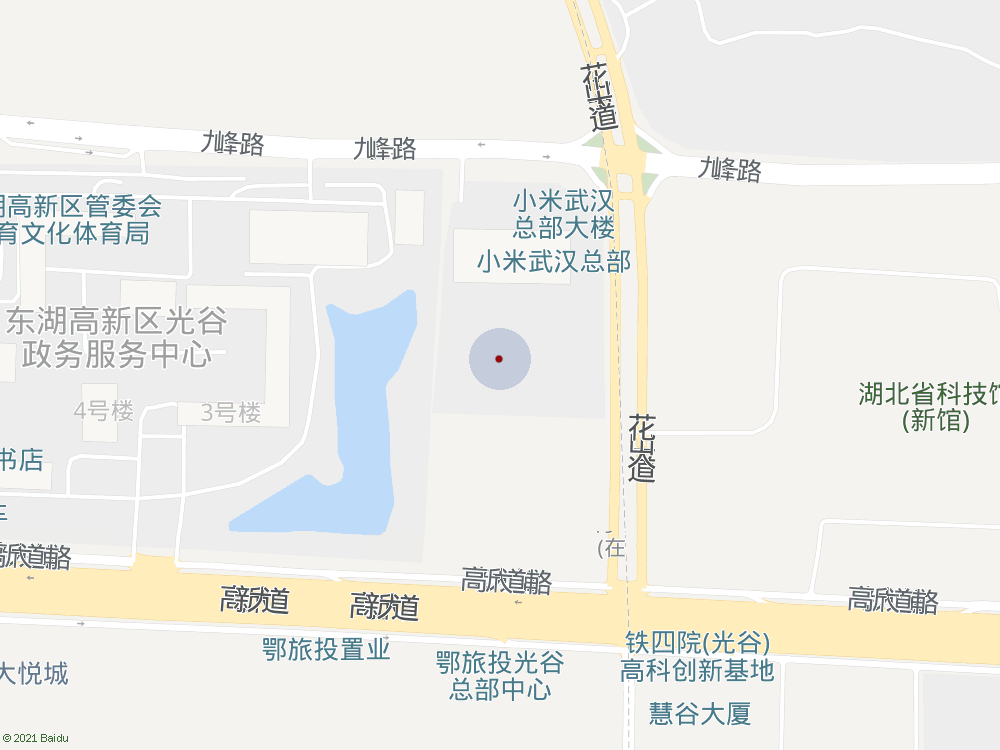 花山大道
九峰路
九峰路
九峰路
小米武汉
总部大楼
湖高新区管委会
育文化体育局
小米武汉总部
东湖高新区光谷
政务服务中心
湖北省科技馆
(新馆)
4号楼
3号楼
花山大道
书店
车
(在
高新大道辅路
高新大道辅路
高新大道
高新大道
高新大道辅路
鄂旅投置业
铁四院(光谷)
高科创新基地
鄂旅投光谷
总部中心
大悦城
慧谷大厦
© 2021 Baidu